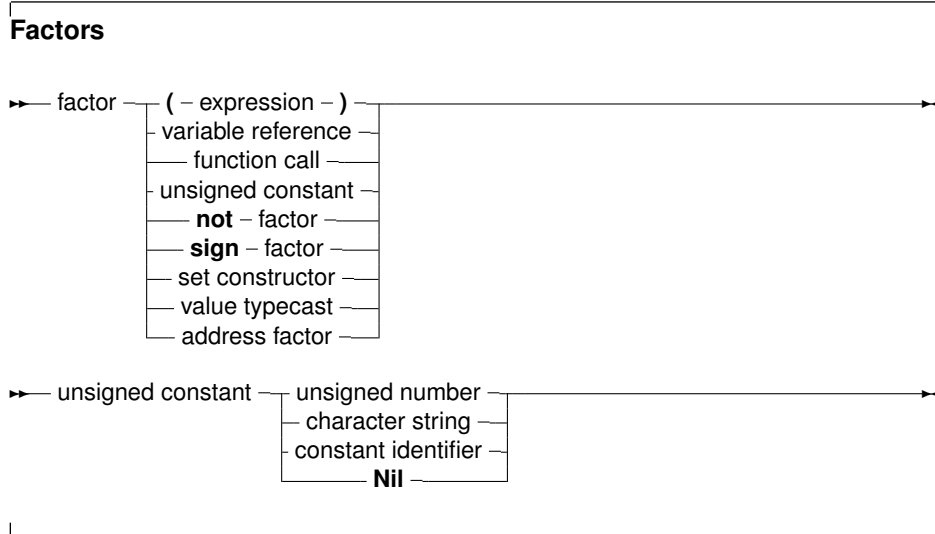 Factors
factor ( expression )
variable reference
function call
unsigned constant
not factor
sign factor
set constructor
value typecast
address factor
unsigned constant unsigned number
character string
constant identifier
Nil